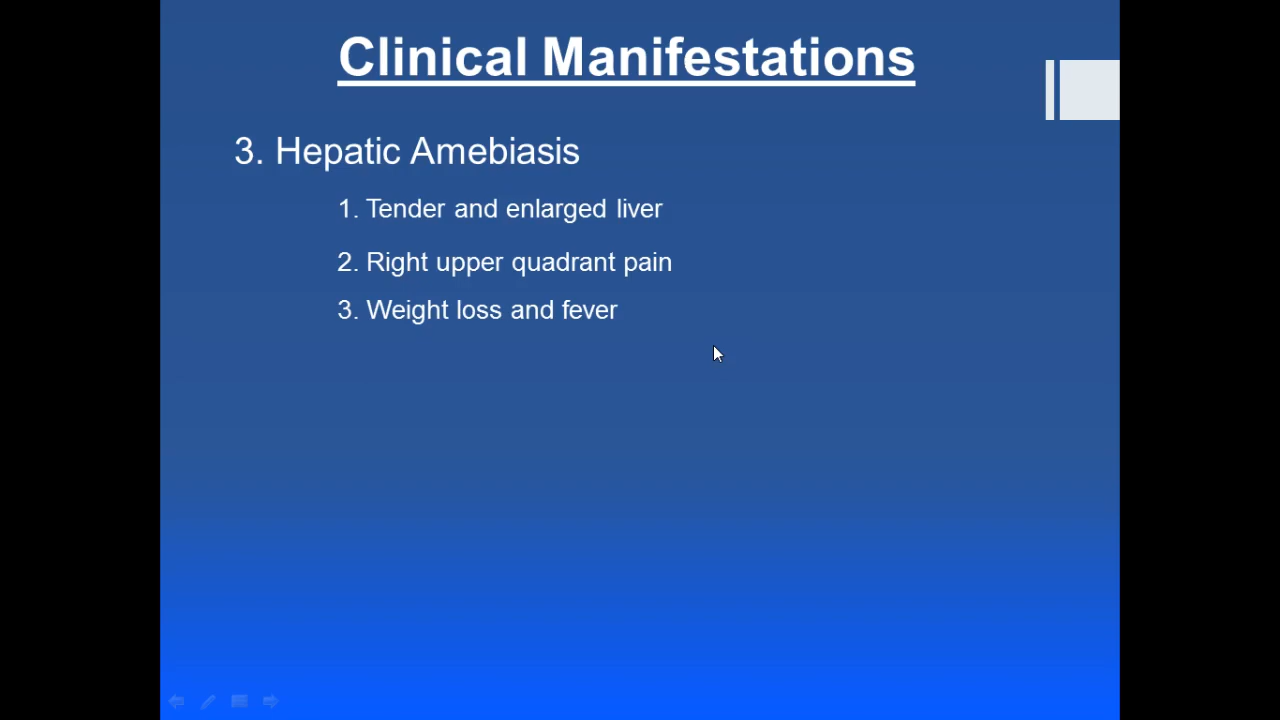 Clinical Manifestations
3. Hepatic Amebiasis
1. Tender and enlarged liver
2. Right upper quadrant pain
3. Weight loss and fever